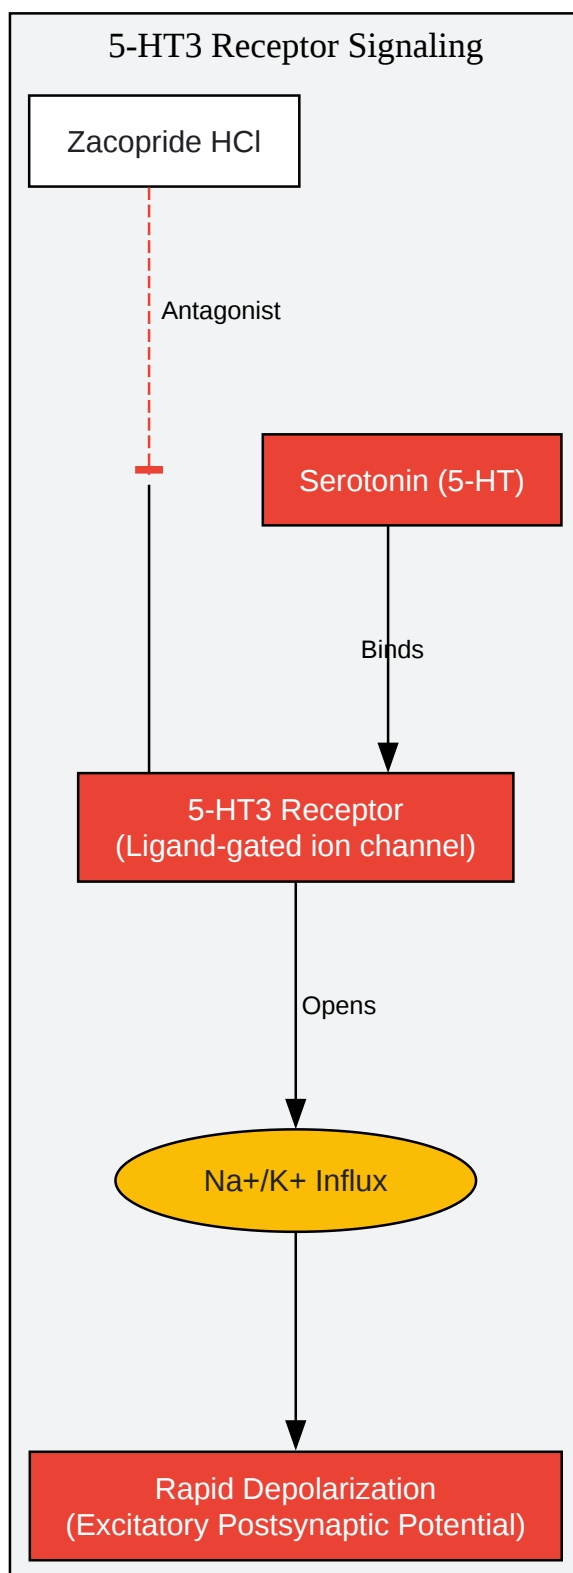 5-HT3 Receptor Signaling
Zacopride HCl
Antagonist
Serotonin (5-HT)
Binds
5-HT3 Receptor
(Ligand-gated ion channel)
Opens
Na+/K+ Influx
Rapid Depolarization
(Excitatory Postsynaptic Potential)